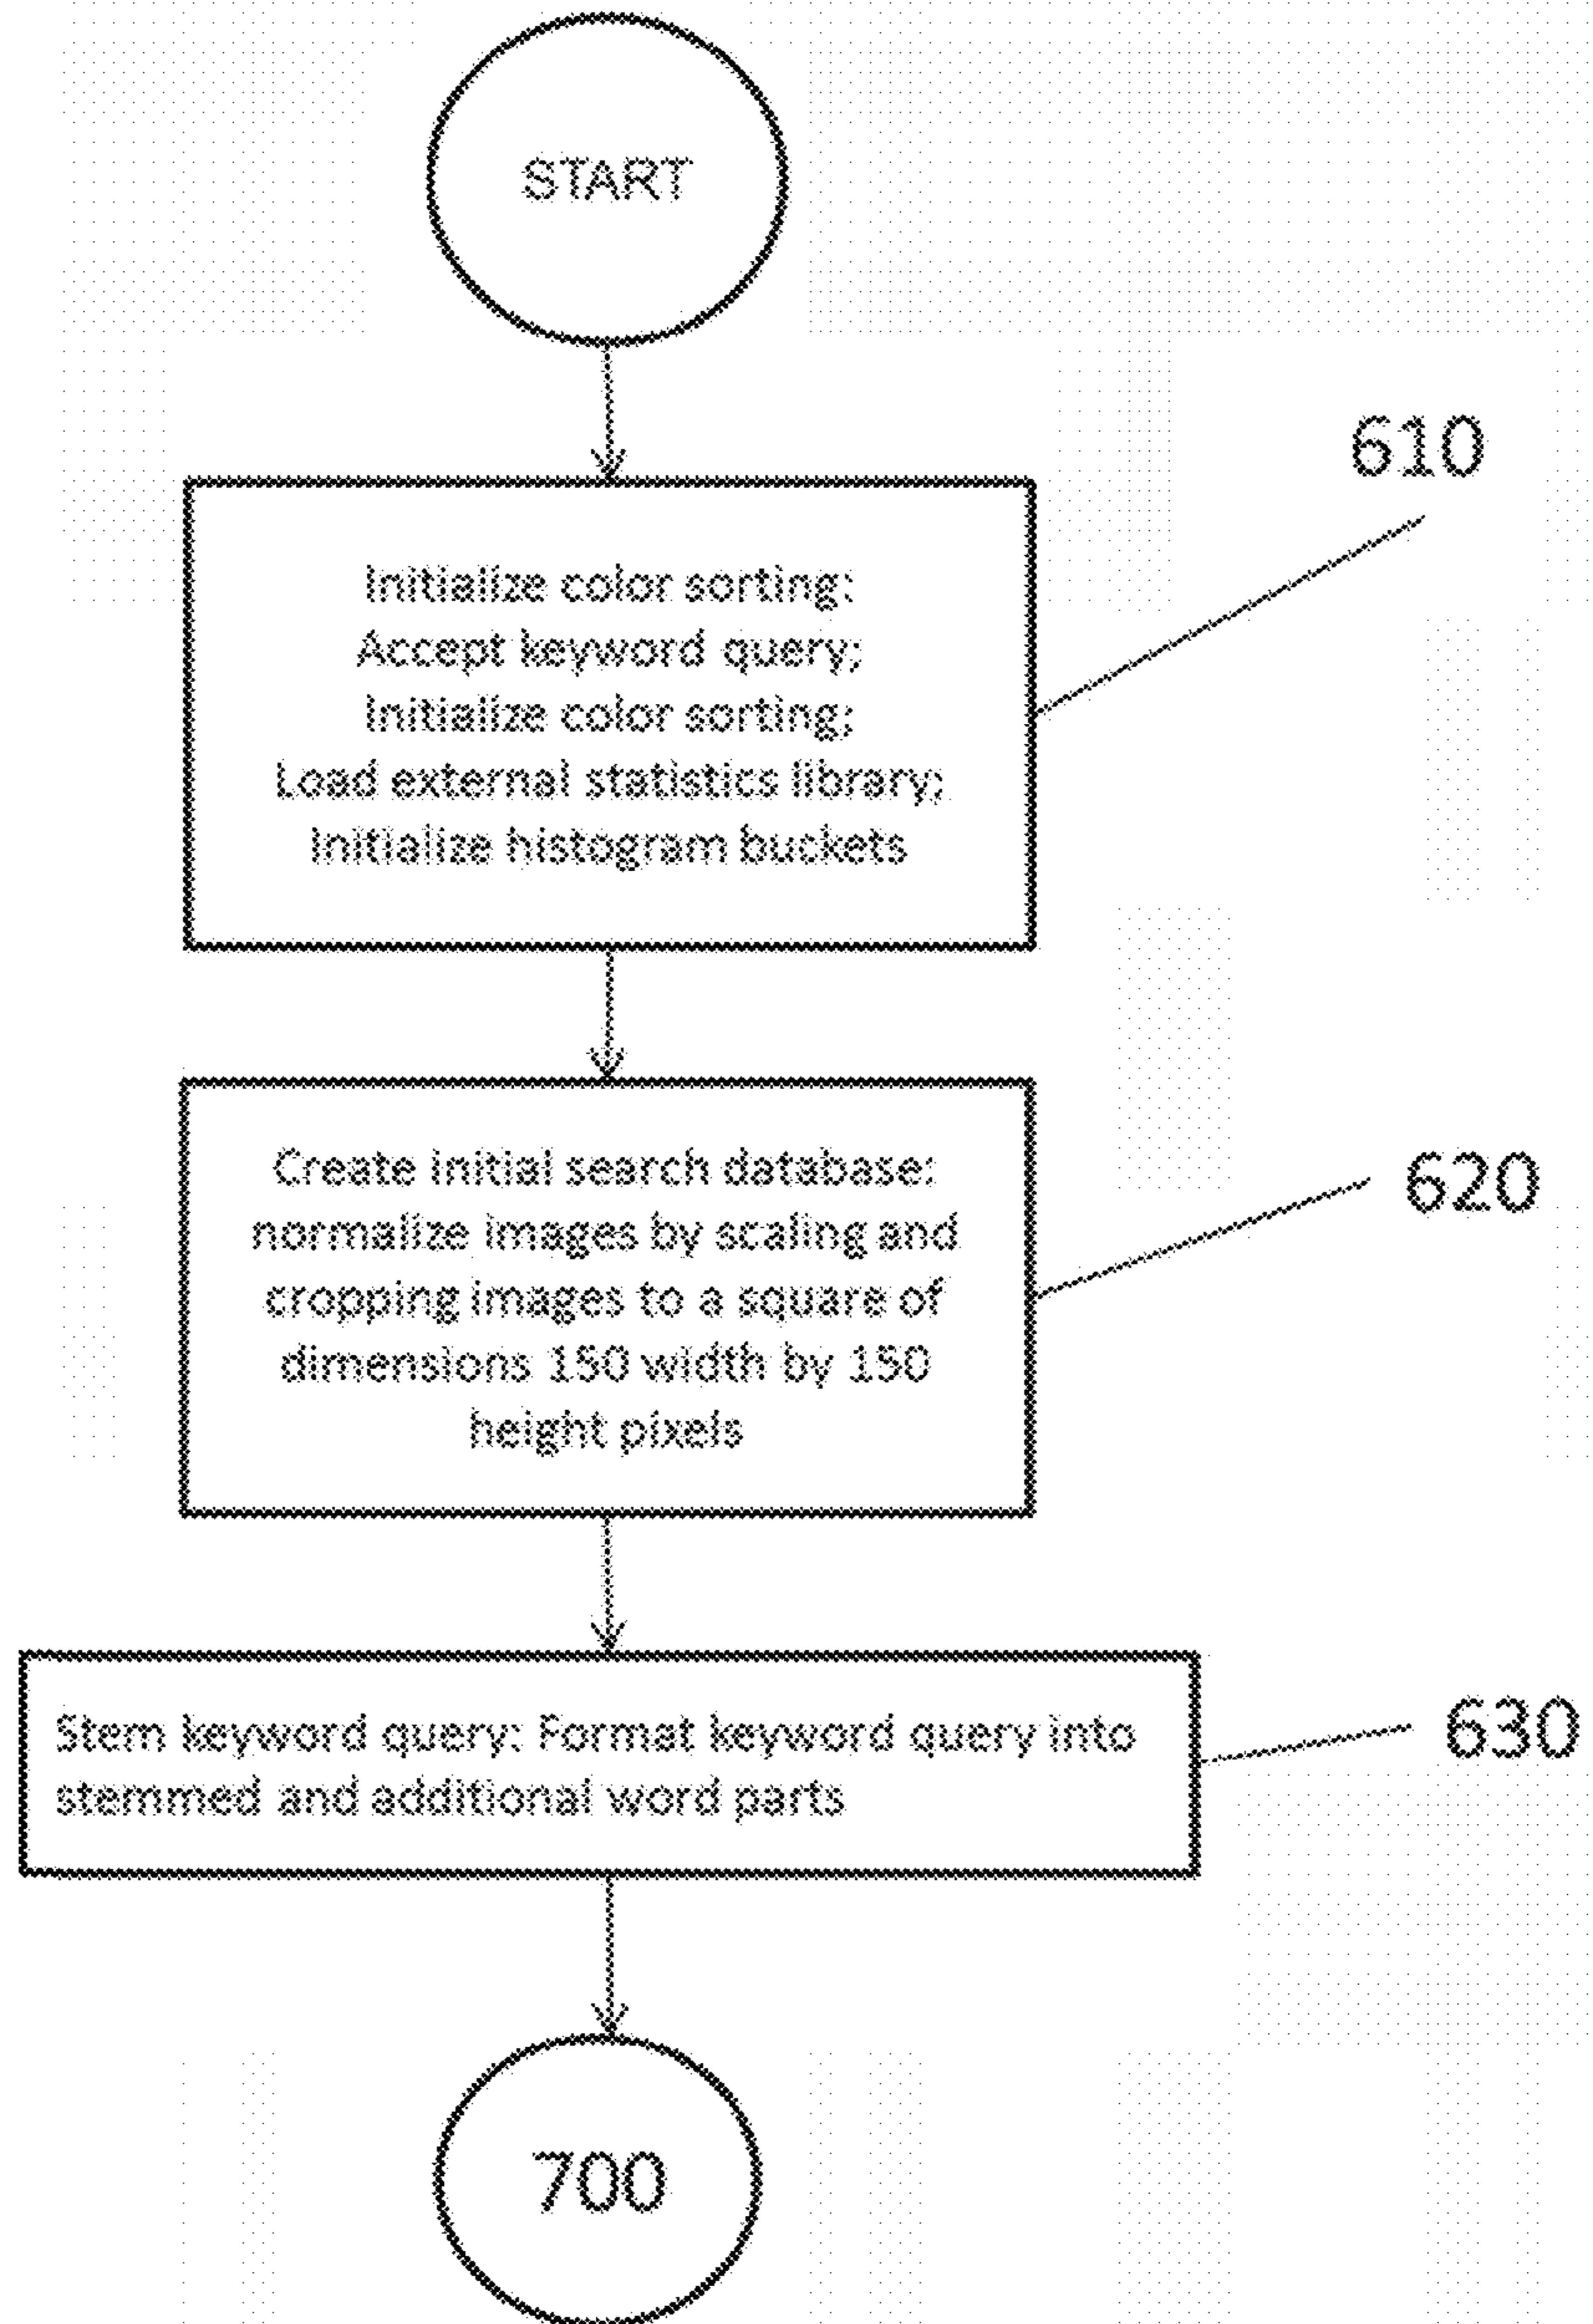 START
610
Initialize color sorting:
Accept keyword query;
Initialize color sorting;
Load external statistics library;
Initialize histogram buckets
Create initial search database:
normalize images by scaling and
cropping images to a square of
dimensions 150 width by 150
height pixels
620
Stem keyword query: Format keyword query into
stemmed and additional word parts
630
700